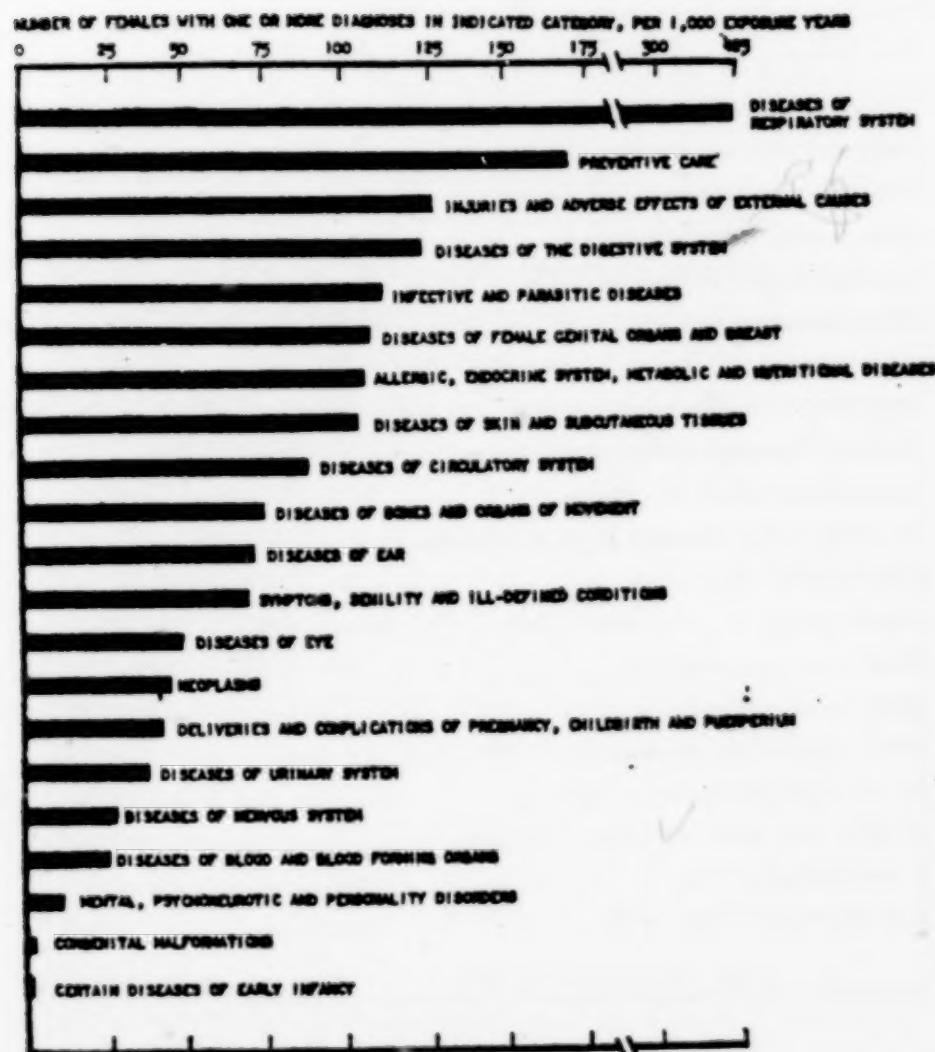 NUMBER OF FEMALES WITH ONE OR MORE DIAGNOSES IN INDICATED CATEGORY, PER 1,000 EXPOSURE YEARS
0 25 50 75 100 125 150 175 300
DISEASES OF
RESPIRATORY SYSTEM
PREVENTIVE CARE
INJURIES AND ADVERSE EFFECTS OF EXTERNAL CAUSES
DISEASES OF THE DIGESTIVE SYSTEM
INFECTIVE AND PARASITIC DISEASES
DISEASES OF FEMALE GENITAL ORGANS AND BREAST
ALLERGIC, ENDOCRINE SYSTEM, METABOLIC AND NUTRITIONAL DISEASES
DISEASES OF SKIN AND SUBCUTANEOUS TISSUES
DISEASES OF CIRCULATORY SYSTEM
DISEASES OF BONES AND ORGANS OF MOVEMENT
DISEASES OF EAR
SYMPTOMS, SENILITY AND ILL-DEFINED CONDITIONS
DISEASES OF EYE
NEOPLASMS
DELIVERIES AND COMPLICATIONS OF PREGNANCY, CHILDBIRTH AND PUERPERIUM
DISEASES OF URINARY SYSTEM
DISEASES OF NERVOUS SYSTEM
DISEASES OF BLOOD AND BLOOD FORMING ORGANS
MENTAL, PSYCHONEUROTIC AND PERSONALITY DISORDERS
CONGENITAL MALFORMATIONS
CERTAIN DISEASES OF EARLY INFANCY